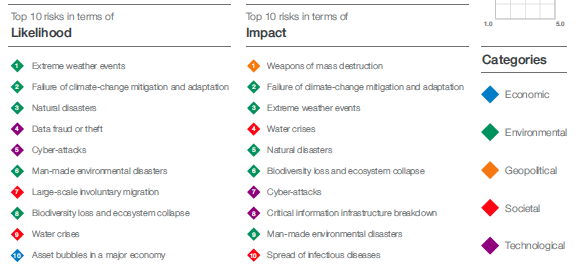 Top 10 risks in terms of
Likelihood
1 Extreme weather events
2 Failure of climate-change mitigation and adaptation
3 Natural disasters
4 Data fraud or theft
5 Cyber-attacks
6 Man-made environmental disasters
7 Large-scale involuntary migration
8 Biodiversity loss and ecosystem collapse
9 Water crises
10 Asset bubbles in a major economy
Top 10 risks in terms of
Impact
1 Weapons of mass destruction
2 Failure of climate-change mitigation and adaptation
3 Extreme weather events
4 Water crises
5 Natural disasters
6 Biodiversity loss and ecosystem collapse
7 Cyber-attacks
8 Critical information infrastructure breakdown
9 Man-made environmental disasters
10 Spread of infectious diseases
1.0 5.0
Categories
Economic
Environmental
Geopolitical
Societal
Technological